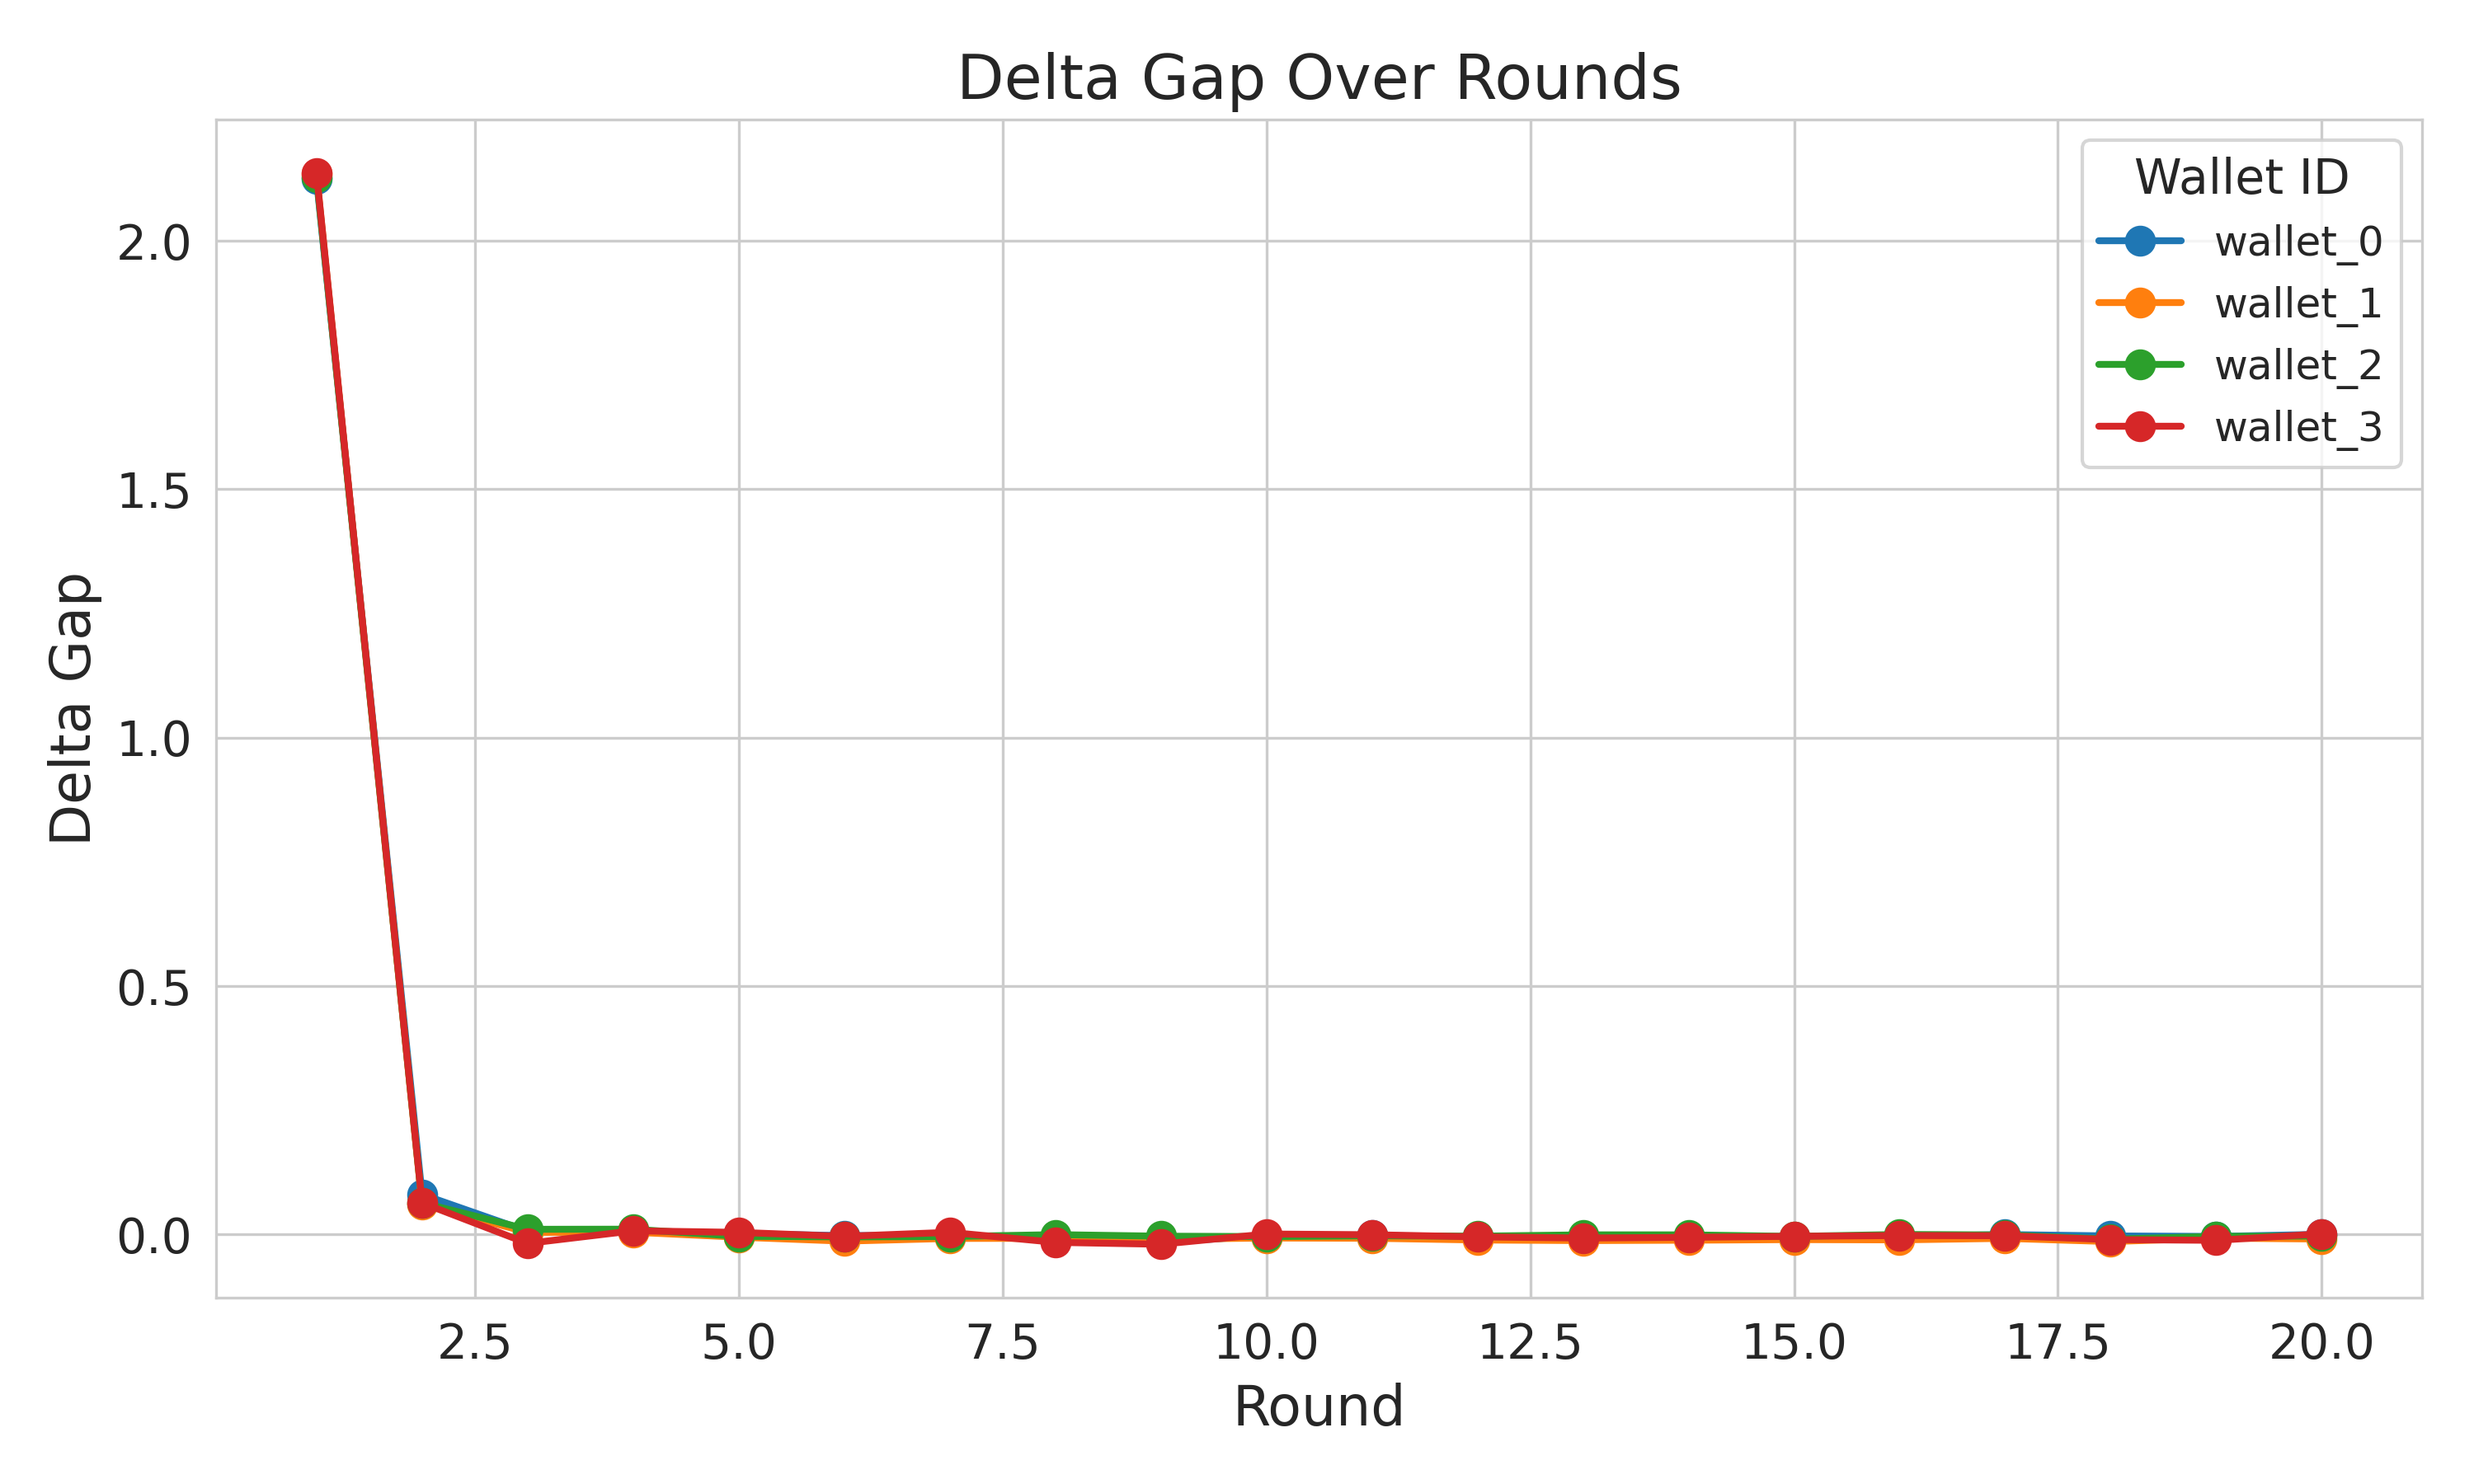 Delta Gap Over Rounds
Wallet ID
wallet_0
wallet_1
wallet_2
wallet_3
Delta Gap
2.0
1.5
1.0
0.5
0.0
2.5 5.0 7.5 10.0 12.5 15.0 17.5 20.0
Round